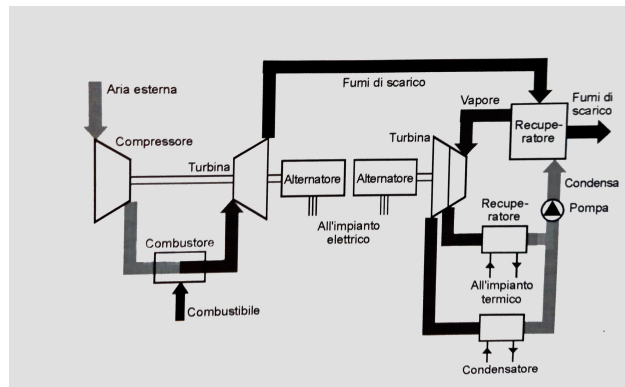 Aria esterna
Compressore
Turbina
Combustore
Combustibile
Fumi di scarico
Alternatore
Alternatore
All'impianto
elettrico
Turbina
Vapore
Recupe-
ratore
Fumi di
scarico
Condensa
Pompa
Recupe-
ratore
All'impianto
termico
Condensatore